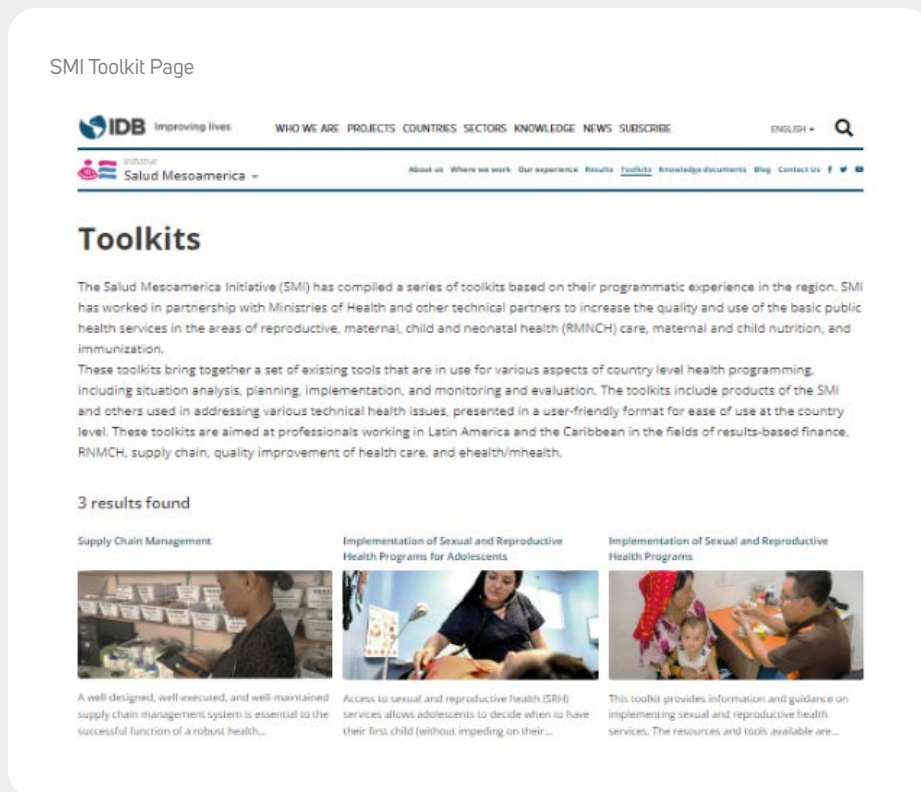 SMI Toolkit Page
IDB improving lives
WHO WE ARE PROJECTS COUNTRIES SECTORS KNOWLEDGE NEWS SUBSCRIBE
ENGLISH
Initiative
Salud Mesoamerica
About us Where we work Our experience Results Toolkits Knowledge documents Blog Contact Us
Toolkits
The Salud Mesoamerica Initiative (SMI) has compiled a series of toolkits based on their programmatic experience in the region. SMI
has worked in partnership with Ministries of Health and other technical partners to increase the quality and use of the basic public
health services in the areas of reproductive, maternal, child and neonatal health (RMNCH) care, maternal and child nutrition, and
immunization.
These toolkits bring together a set of existing tools that are in use for various aspects of country level health programming,
including situation analysis, planning, implementation, and monitoring and evaluation. The toolkits include products of the SMI
and others used in addressing various technical health issues, presented in a user-friendly format for ease of use at the country
level. These toolkits are aimed at professionals working in Latin America and the Caribbean in the fields of results-based finance,
RNMCH, supply chain, quality improvement of health care, and ehealth/mhealth.
3 results found
Supply Chain Management
A well-designed, well-executed, and well-maintained
supply chain management system is essential to the
successful function of a robust health...
Implementation of Sexual and Reproductive
Health Programs for Adolescents
Access to sexual and reproductive health (SRH)
services allows adolescents to decide when to have
their first child (without impeding on their...
Implementation of Sexual and Reproductive
Health Programs
This toolkit provides information and guidance on
implementing sexual and reproductive health
services. The resources and tools available are...